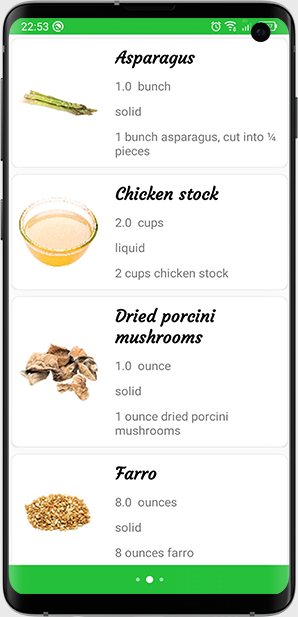 22:53
Asparagus
1.0 bunch
solid
1 bunch asparagus, cut into ¼
pieces
Chicken stock
2.0 cups
liquid
2 cups chicken stock
Dried porcini
mushrooms
1.0 ounce
solid
1 ounce dried porcini
mushrooms
Farro
8.0 ounces
solid
8 ounces farro